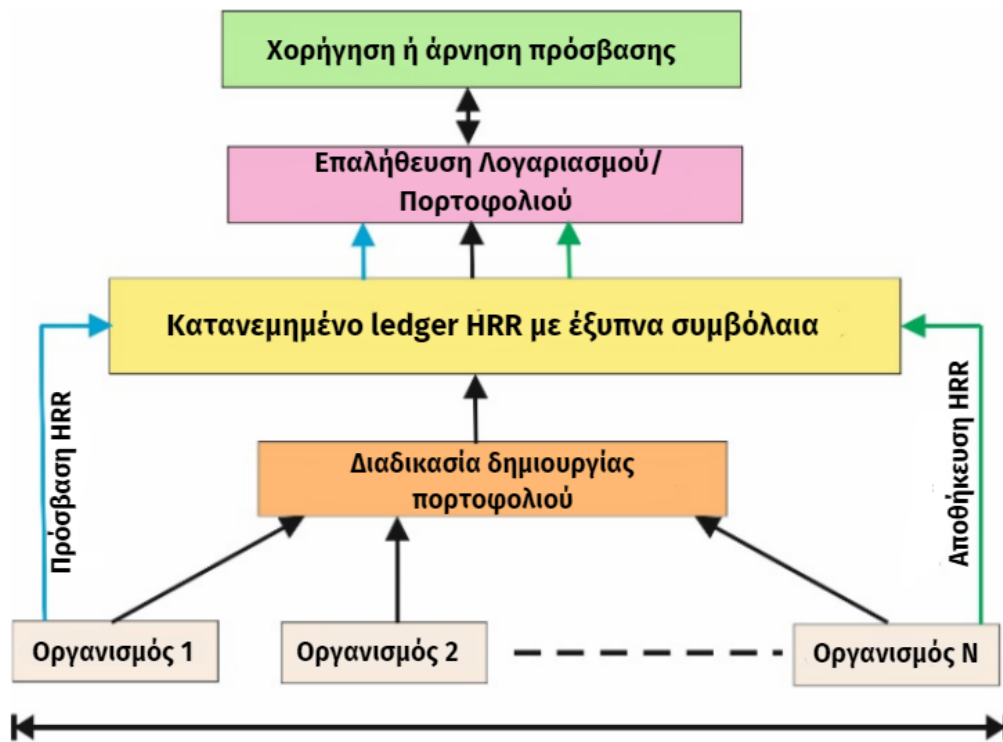 Χορήγηση ή άρνηση πρόσβασης
Επαλήθευση Λογαριασμού/
Πορτοφολιού
Κατανεμημένο ledger HRR με έξυπνα συμβόλαια
Πρόσβαση HRR
Αποθήκευση HRR
Διαδικασία δημιουργίας
πορτοφολιού
Οργανισμός 1
Οργανισμός 2
Οργανισμός N